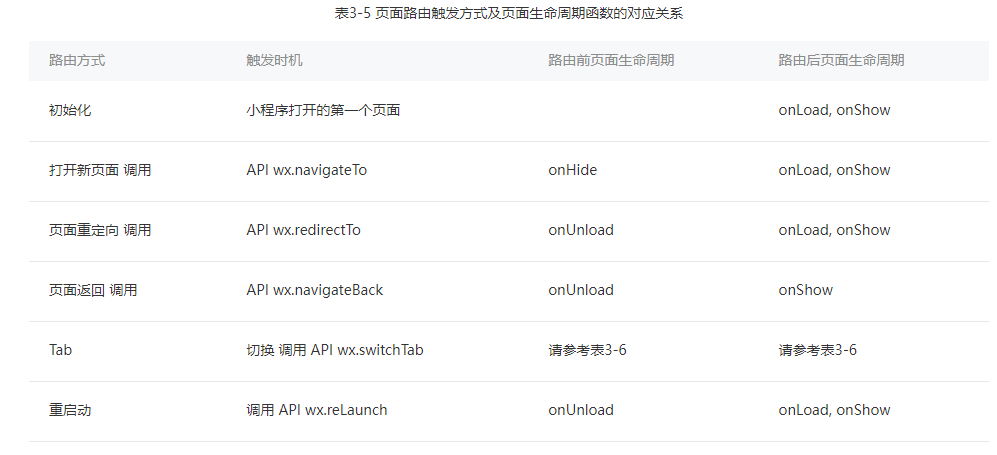 表3-5 页面路由触发方式及页面生命周期函数的对应关系
路由方式 触发时机 路由前页面生命周期 路由后页面生命周期
初始化 小程序打开的第一个页面 onLoad, onShow
打开新页面 调用 API wx.navigateTo onHide onLoad, onShow
页面重定向 调用 API wx.redirectTo onUnload onLoad, onShow
页面返回 调用 API wx.navigateBack onUnload onShow
Tab 切换 调用 API wx.switchTab 请参考表3-6 请参考表3-6
重启动 调用 API wx.reLaunch onUnload onLoad, onShow